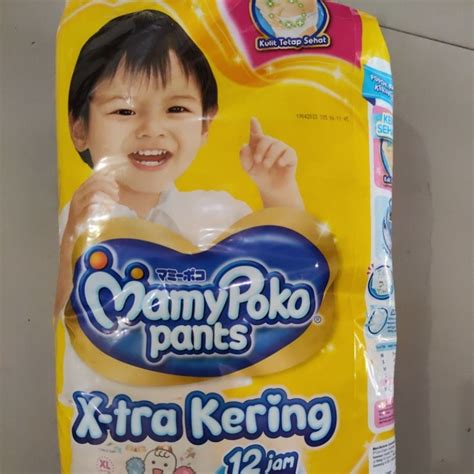 Kulit Tetap Sehat
マミーポコ
MamyPoko®
pants
X-tra Kering
12 jam
XL